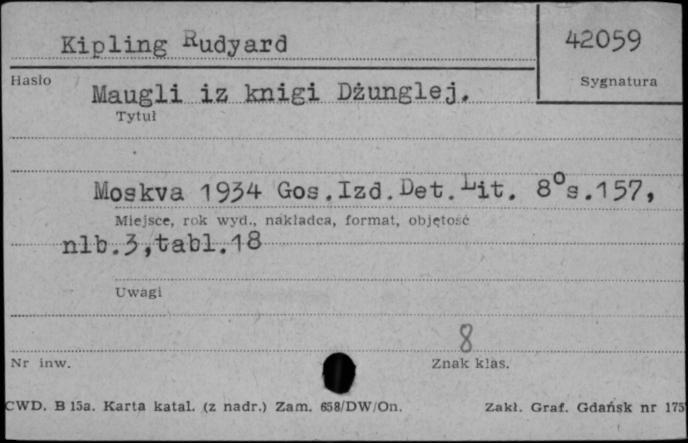 Kipling Rudyard
42059
Hasło
Sygnatura
Maugli iz knigi Dżunglej.
Tytuł
Moskva 1934 Gos.Izd.Det.Lit. 8°s.157,
Miejsce, rok wyd., nakładca, format, objętość
nlb.3,tabl.18
Uwagi
8
Nr inw.
Znak klas.
CWD. B 15a. Karta katal. (z nadr.) Zam. 658/DW/On.
Zakł. Graf. Gdańsk nr 175